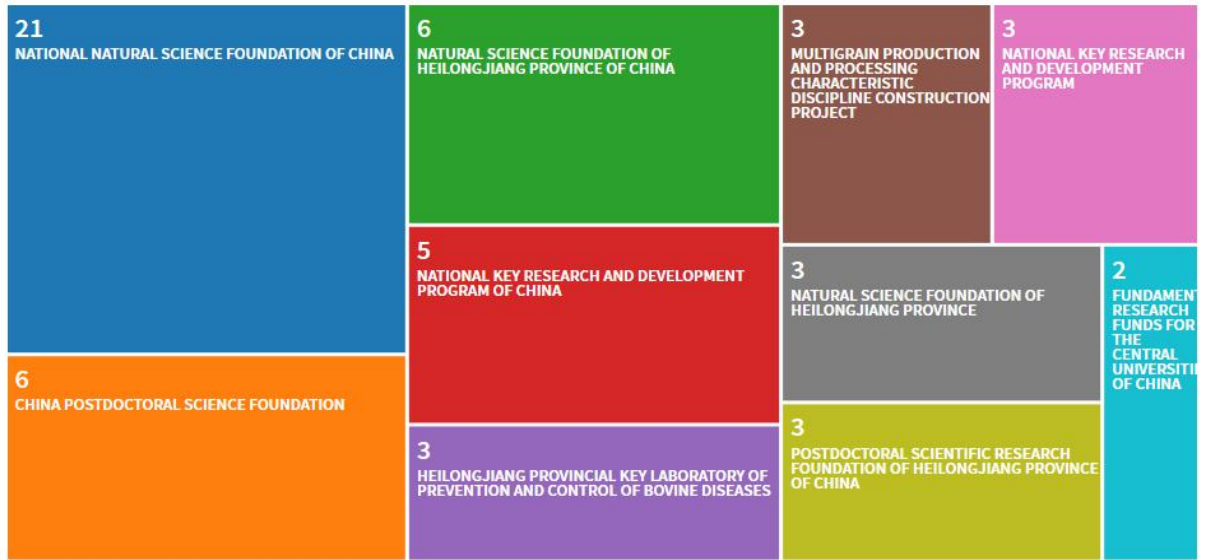 21
NATIONAL NATURAL SCIENCE FOUNDATION OF CHINA
6
CHINA POSTDOCTORAL SCIENCE FOUNDATION
6
NATURAL SCIENCE FOUNDATION OF
HEILONGJIANG PROVINCE OF CHINA
5
NATIONAL KEY RESEARCH AND DEVELOPMENT
PROGRAM OF CHINA
3
HEILONGJIANG PROVINCIAL KEY LABORATORY OF
PREVENTION AND CONTROL OF BOVINE DISEASES
3
MULTIGRAIN PRODUCTION
AND PROCESSING
CHARACTERISTIC
DISCIPLINE CONSTRUCTION
PROJECT
3
NATIONAL KEY RESEARCH
AND DEVELOPMENT
PROGRAM
3
NATURAL SCIENCE FOUNDATION OF
HEILONGJIANG PROVINCE
3
POSTDOCTORAL SCIENTIFIC RESEARCH
FOUNDATION OF HEILONGJIANG PROVINCE
OF CHINA
2
FUNDAMENT
RESEARCH
FUNDS FOR
THE
CENTRAL
UNIVERSITI
OF CHINA